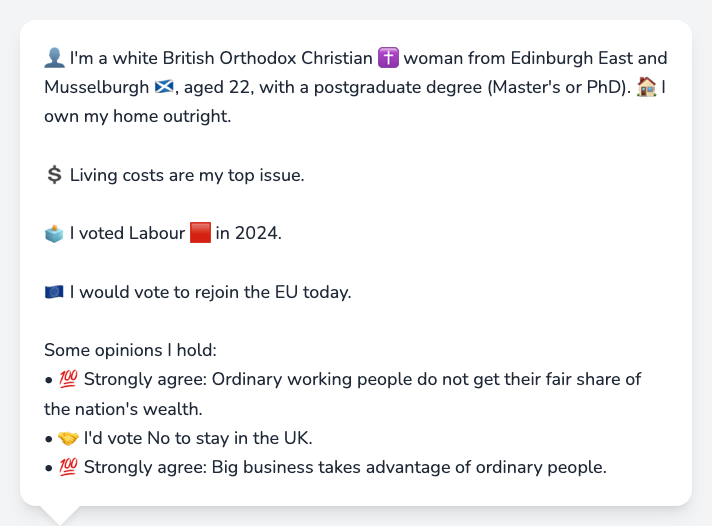 👤 I'm a white British Orthodox Christian ✝️ woman from Edinburgh East and
Musselburgh 🏴󠁧󠁢󠁳󠁣󠁴󠁿, aged 22, with a postgraduate degree (Master's or PhD). 🏠 I
own my home outright.
💲 Living costs are my top issue.
🗳️ I voted Labour 🟥 in 2024.
🇪🇺 I would vote to rejoin the EU today.
Some opinions I hold:
• 💯 Strongly agree: Ordinary working people do not get their fair share of
the nation's wealth.
• 🤝 I'd vote No to stay in the UK.
• 💯 Strongly agree: Big business takes advantage of ordinary people.